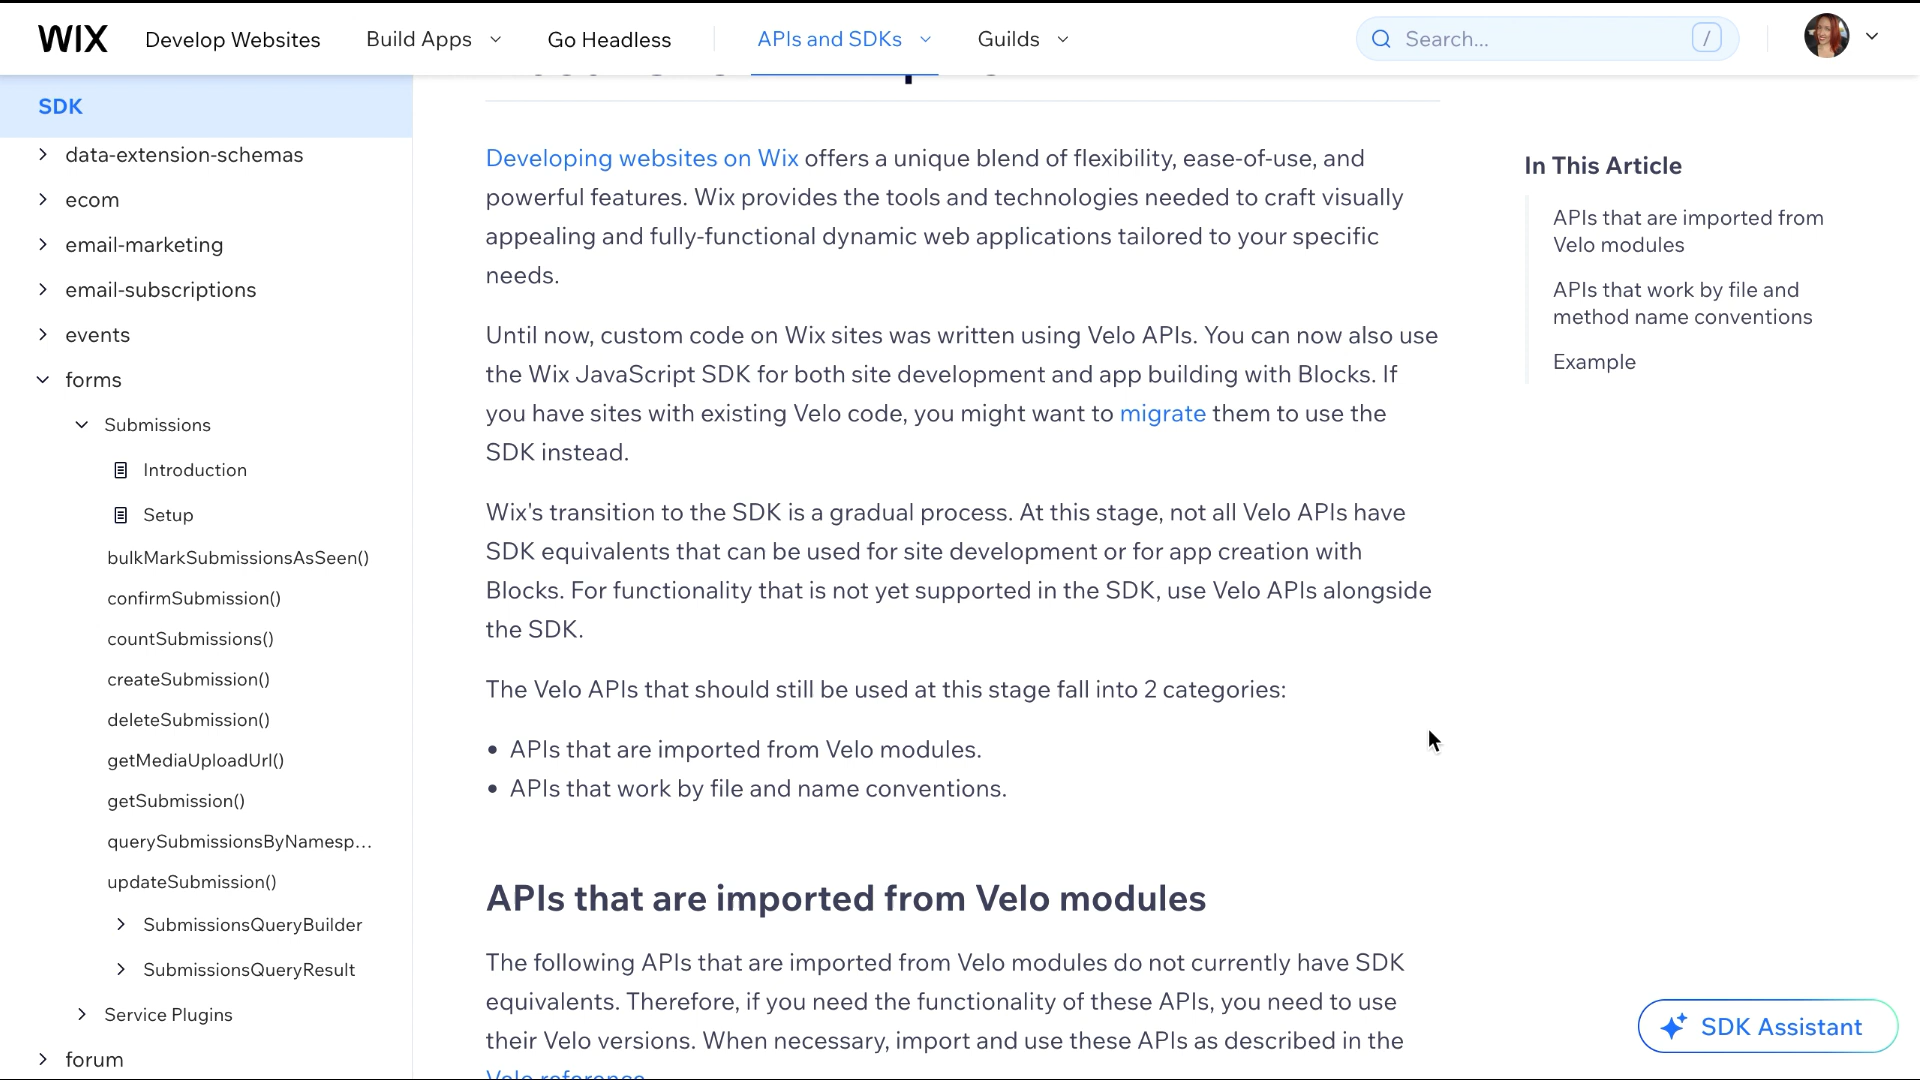 WIX Develop Websites Build Apps Go Headless APIs and SDKs Guilds Search... /
SDK
data-extension-schemas
ecom
email-marketing
email-subscriptions
events
forms
Submissions
Introduction
Setup
bulkMarkSubmissionsAsSeen()
confirmSubmission()
countSubmissions()
createSubmission()
deleteSubmission()
getMediaUploadUrl()
getSubmission()
querySubmissionsByNamesp...
updateSubmission()
SubmissionsQueryBuilder
SubmissionsQueryResult
Service Plugins
forum
Developing websites on Wix offers a unique blend of flexibility, ease-of-use, and
powerful features. Wix provides the tools and technologies needed to craft visually
appealing and fully-functional dynamic web applications tailored to your specific
needs.
Until now, custom code on Wix sites was written using Velo APIs. You can now also use
the Wix JavaScript SDK for both site development and app building with Blocks. If
you have sites with existing Velo code, you might want to migrate them to use the
SDK instead.
Wix's transition to the SDK is a gradual process. At this stage, not all Velo APIs have
SDK equivalents that can be used for site development or for app creation with
Blocks. For functionality that is not yet supported in the SDK, use Velo APIs alongside
the SDK.
The Velo APIs that should still be used at this stage fall into 2 categories:
• APIs that are imported from Velo modules.
• APIs that work by file and name conventions.
APIs that are imported from Velo modules
The following APIs that are imported from Velo modules do not currently have SDK
equivalents. Therefore, if you need the functionality of these APIs, you need to use
their Velo versions. When necessary, import and use these APIs as described in the
Velo reference
In This Article
APIs that are imported from
Velo modules
APIs that work by file and
method name conventions
Example
SDK Assistant